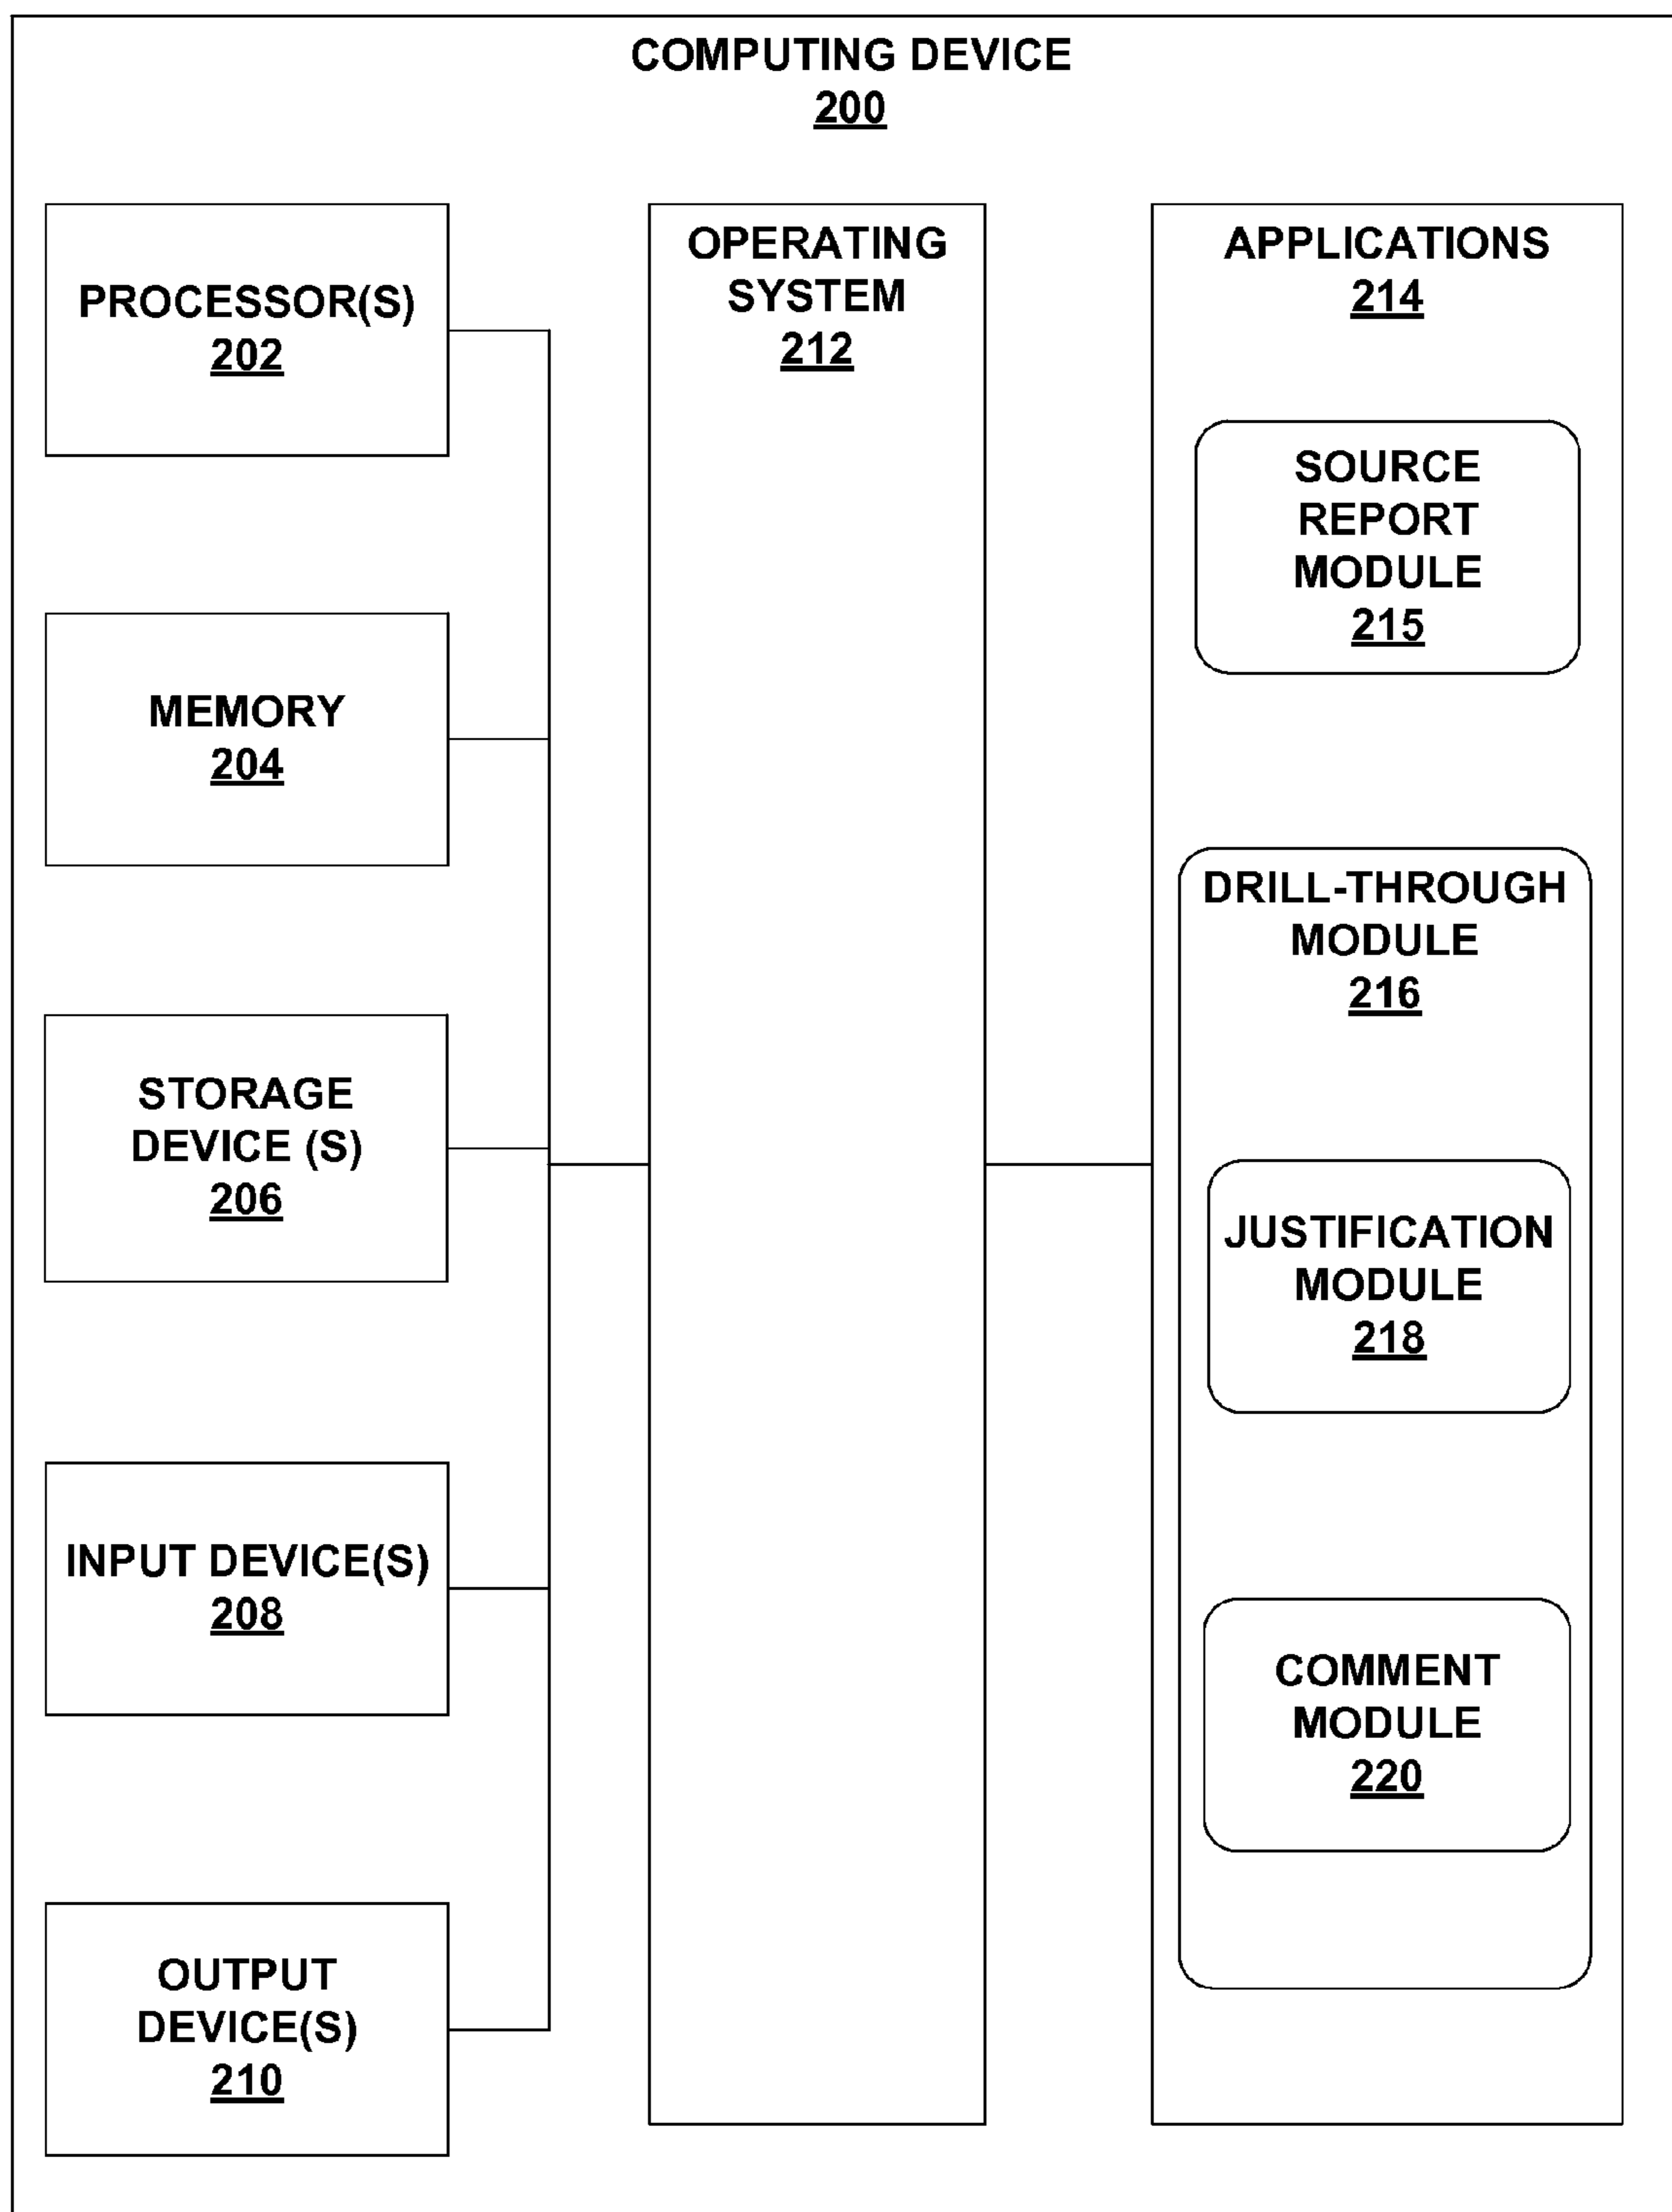 COMPUTING DEVICE
200
PROCESSOR(S)
202
MEMORY
204
STORAGE
DEVICE (S)
206
INPUT DEVICE(S)
208
OUTPUT
DEVICE(S)
210
OPERATING
SYSTEM
212
APPLICATIONS
214
SOURCE
REPORT
MODULE
215
DRILL-THROUGH
MODULE
216
JUSTIFICATION
MODULE
218
COMMENT
MODULE
220